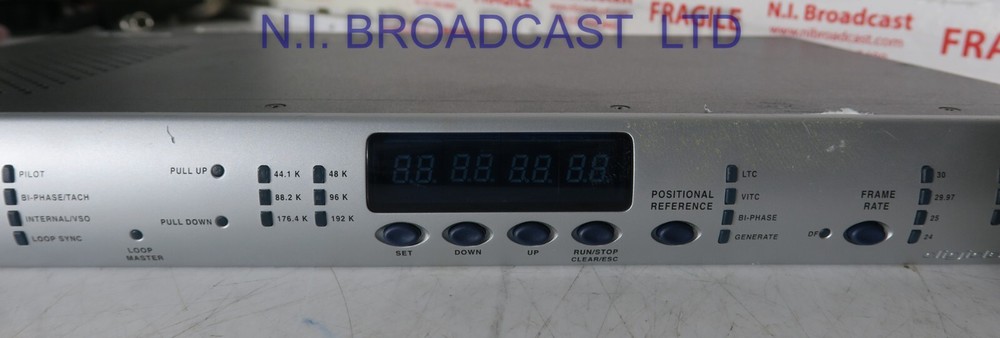 N.I. BROADCAST LTD
FRAGILE
N.I. Broadcast
www.nibroadcast.com
FRAGILE
PILOT
BI-PHASE/TACH
INTERNAL/VSO
LOOP SYNC
PULL UP
PULL DOWN
LOOP
MASTER
44.1 K
48 K
88.2 K
96 K
176.4 K
192 K
88 88 88 88
SET
DOWN
UP
RUN/STOP
CLEAR/ESC
POSITIONAL
REFERENCE
LTC
VITC
BI-PHASE
GENERATE
DF
FRAME
RATE
30
29.97
25
24